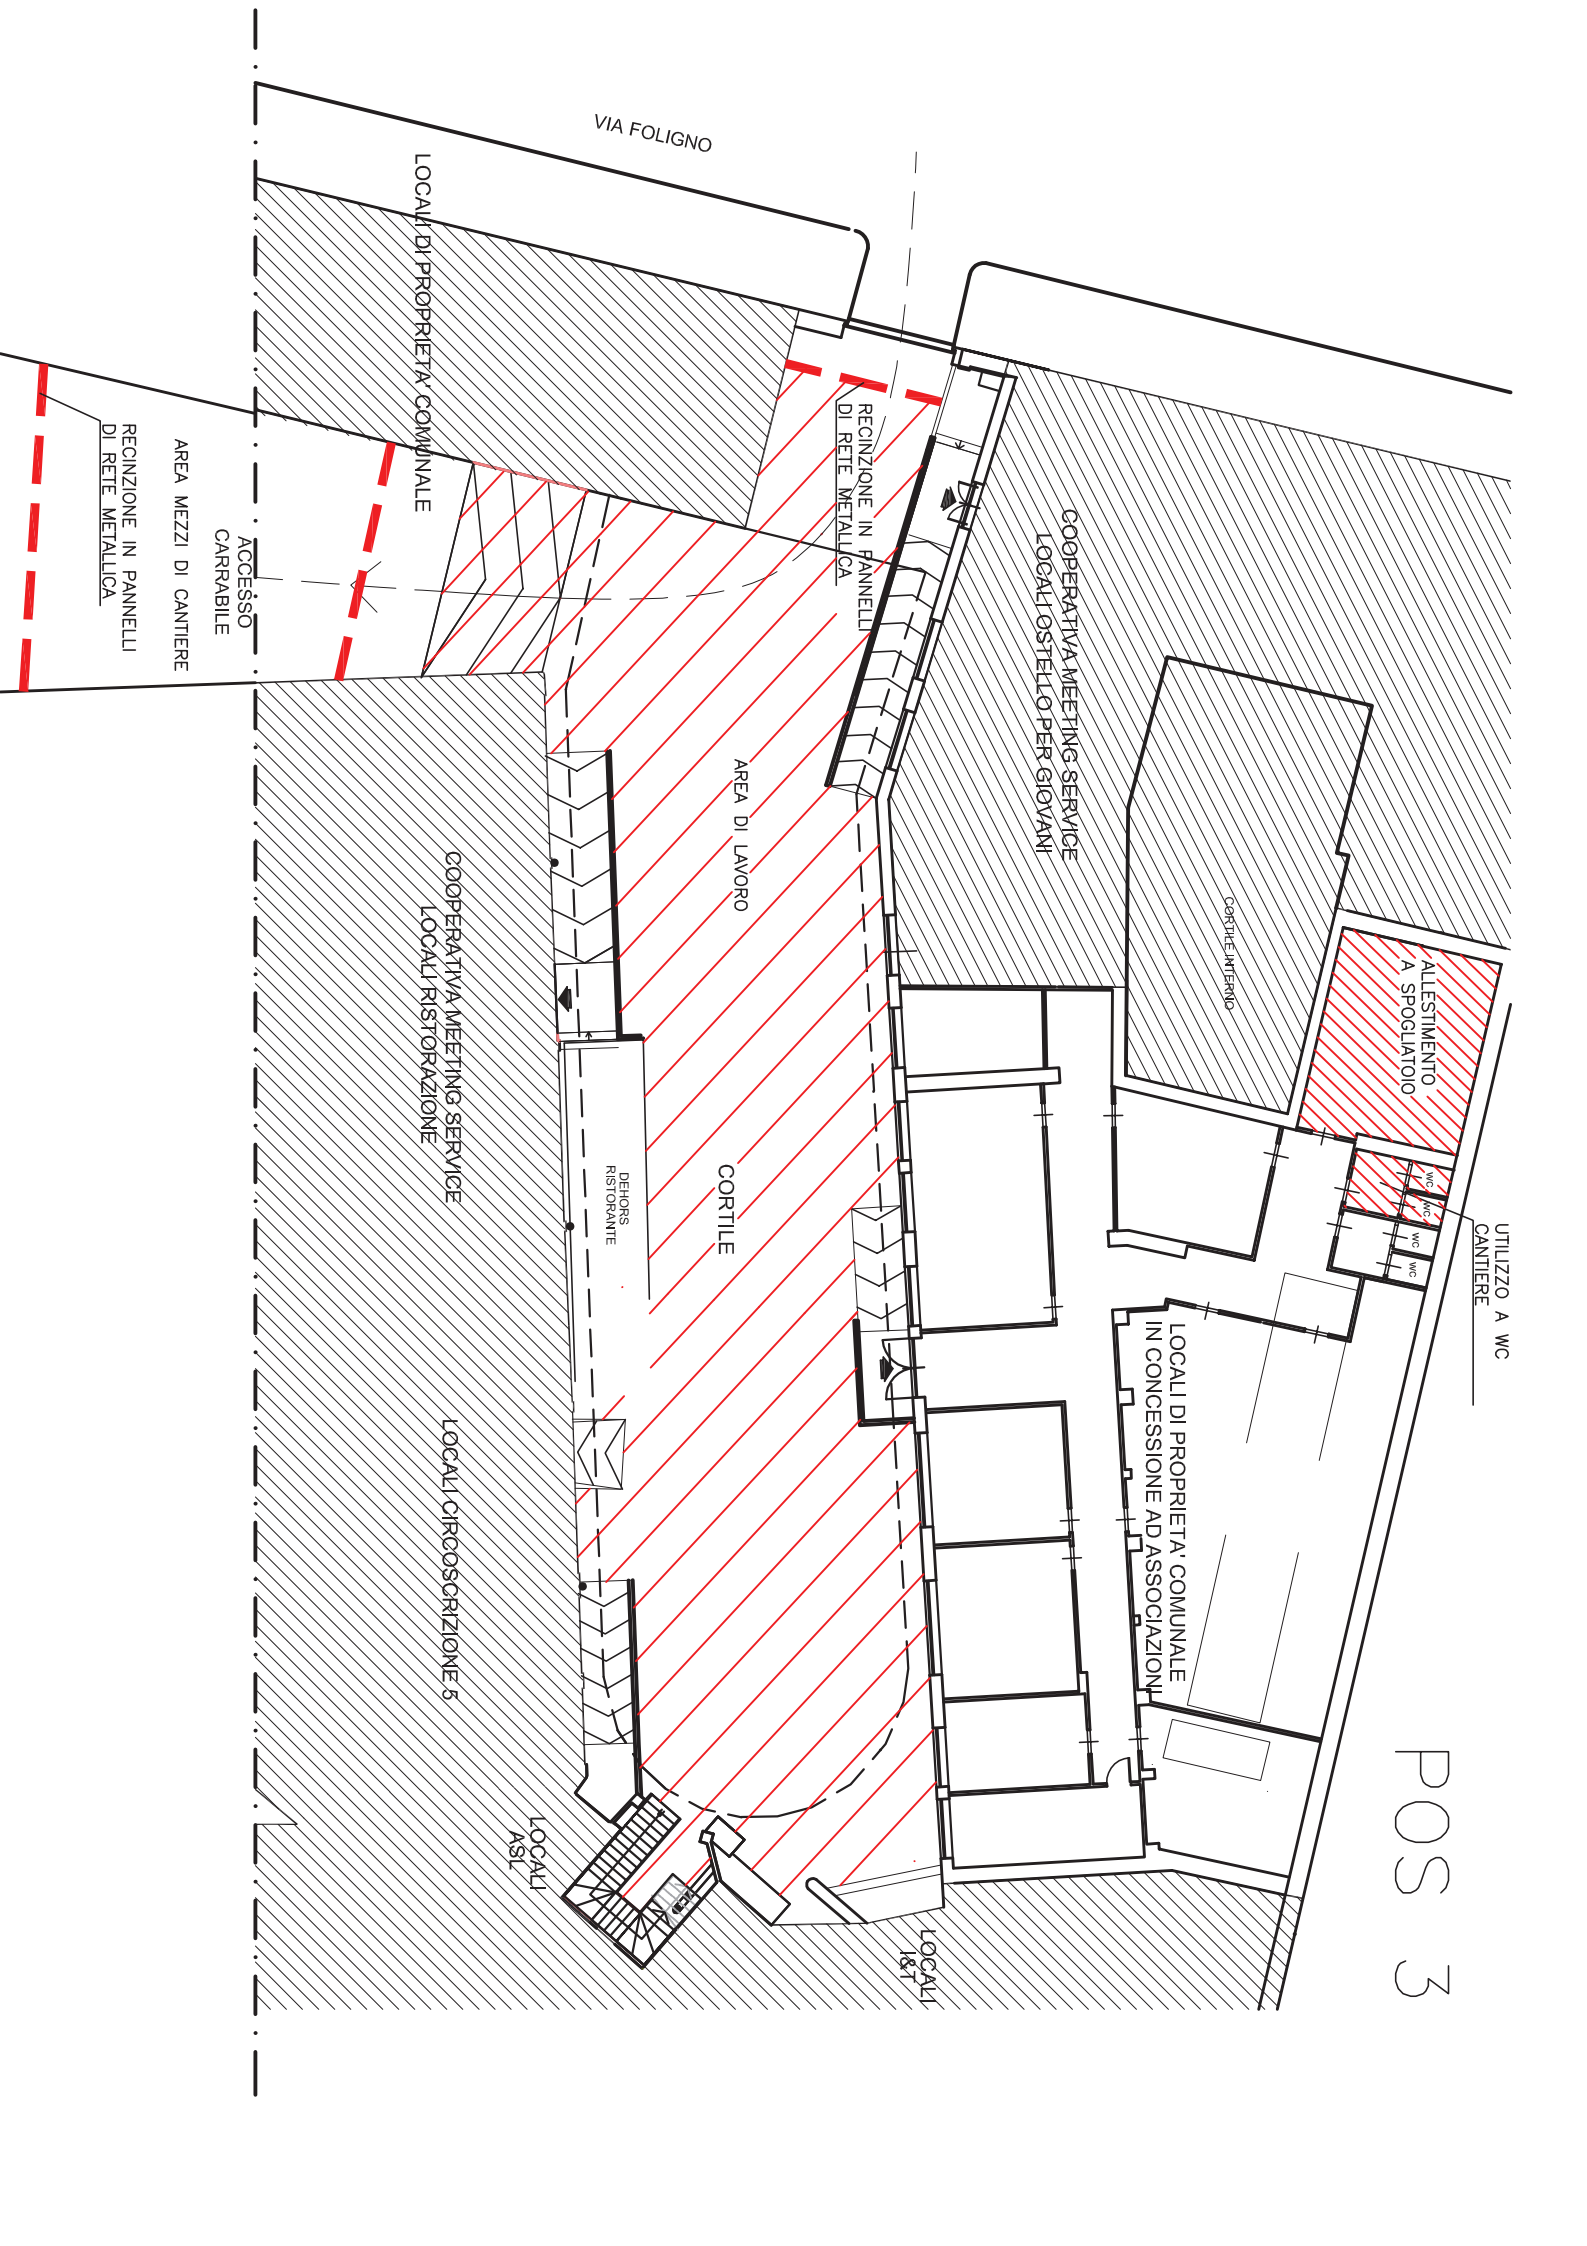 VIA FOLIGNO
LOCALI DI PROPRIETA' COMUNALE
RECINZIONE IN PANNELLI
DI RETE METALLICA
AREA MEZZI DI CANTIERE
ACCESSO
CARRABILE
RECINZIONE IN PANNELLI
DI RETE METALLICA
COOPERATIVA MEETING SERVICE
LOCALI OSTELLO PER GIOVANI
CORTILE INTERNO
ALLESTIMENTO
A SPOGLIATOIO
WC
WC
WC
WC
UTILIZZO A WC
CANTIERE
AREA DI LAVORO
CORTILE
DEHORS
RISTORANTE
COOPERATIVA MEETING SERVICE
LOCALI RISTORAZIONE
LOCALI DI PROPRIETA' COMUNALE
IN CONCESSIONE AD ASSOCIAZIONI
LOCALI CIRCOSCRIZIONE 5
LOCALI
ASL
LOCALI
I&T
POS 3